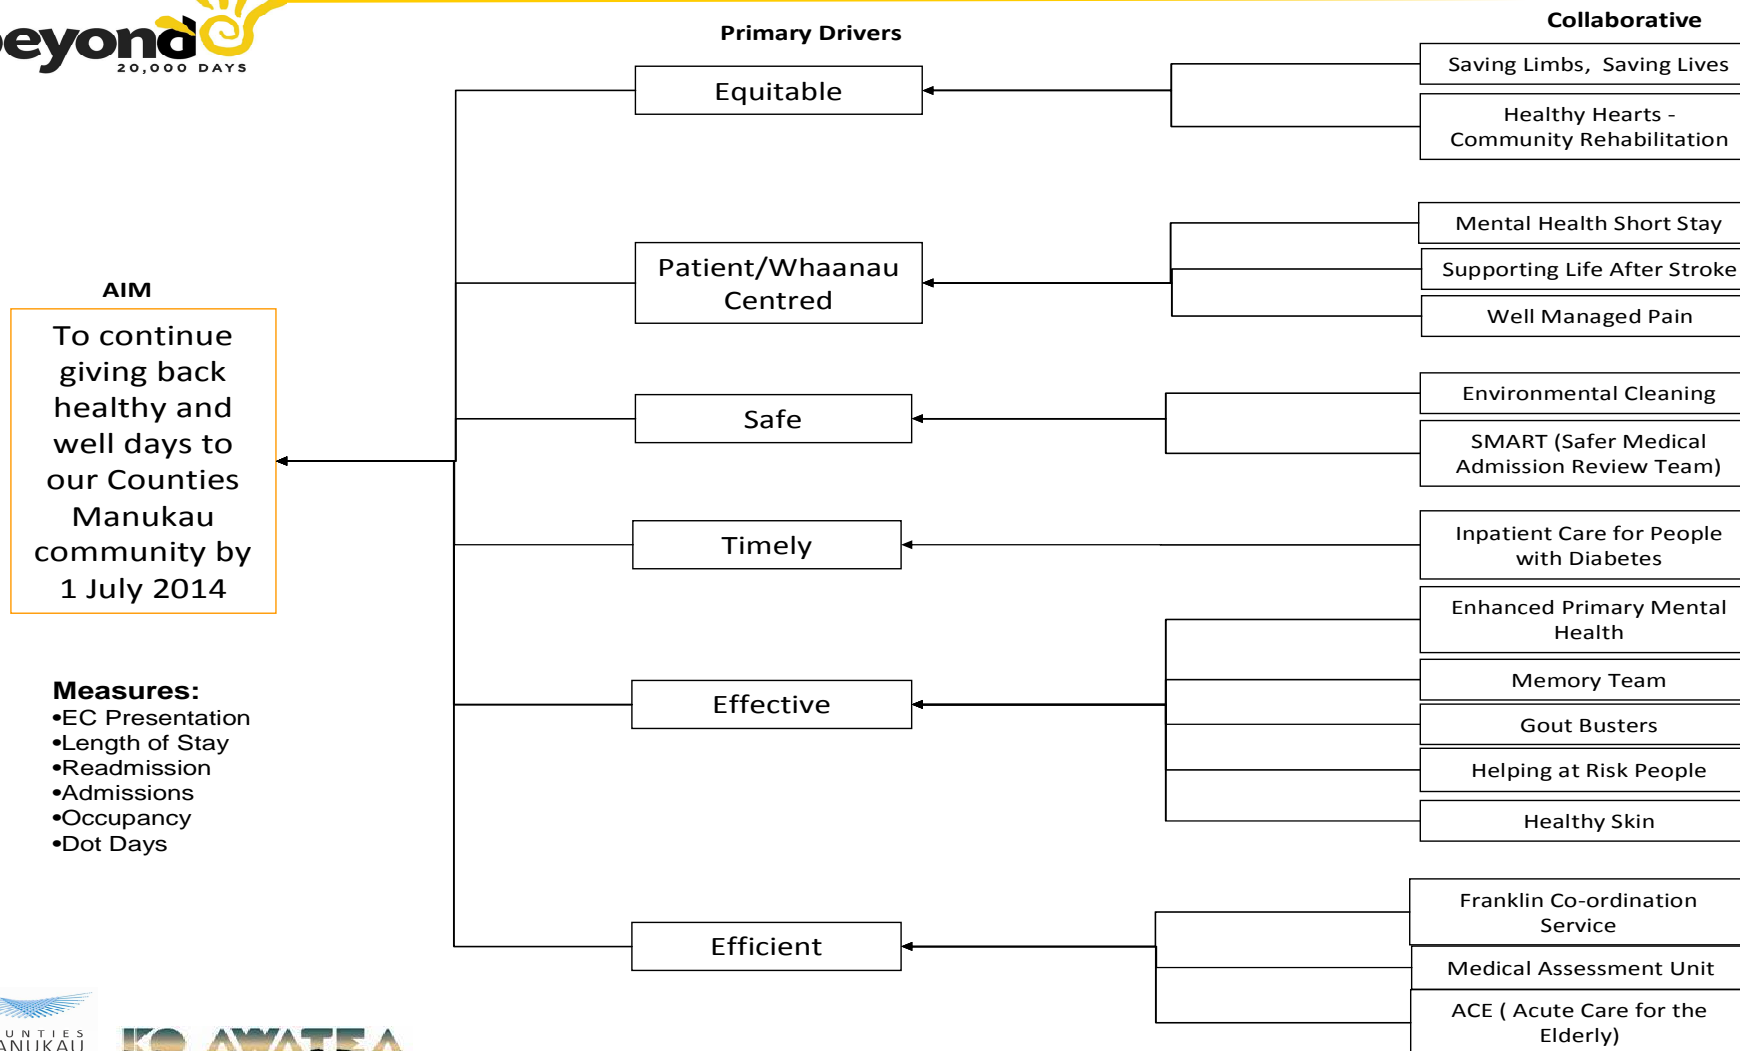 beyond
20,000 DAYS
Primary Drivers
Collaborative
Equitable
Saving Limbs, Saving Lives
Healthy Hearts -
Community Rehabilitation
Patient/Whaanau
Centred
Mental Health Short Stay
Supporting Life After Stroke
Well Managed Pain
AIM
To continue
giving back
healthy and
well days to
our Counties
Manukau
community by
1 July 2014
Safe
Environmental Cleaning
SMART (Safer Medical
Admission Review Team)
Timely
Inpatient Care for People
with Diabetes
Measures:
•EC Presentation
•Length of Stay
•Readmission
•Admissions
•Occupancy
•Dot Days
Effective
Enhanced Primary Mental
Health
Memory Team
Gout Busters
Helping at Risk People
Healthy Skin
Efficient
Franklin Co-ordination
Service
Medical Assessment Unit
ACE ( Acute Care for the
Elderly)
OUNTIES
ANUKAU
KO AWATEA